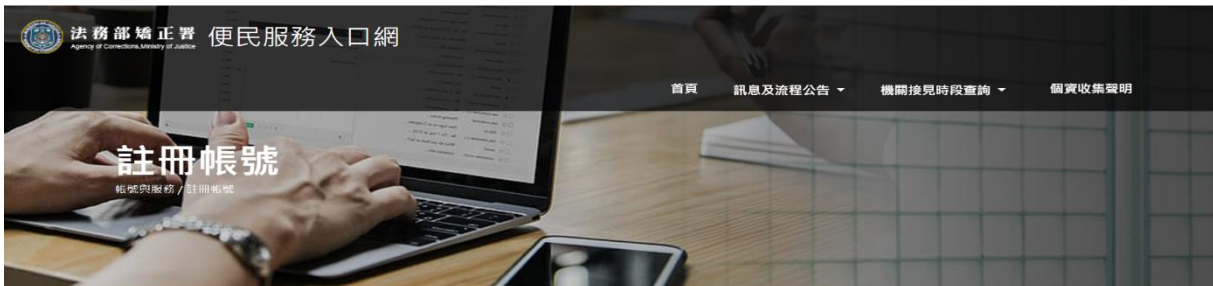 法務部矯正署 便民服務入口網
Agency of Corrections,Ministry of Justice
首頁 訊息及流程公告 機關接見時段查詢 個資收集聲明
註冊帳號
帳號與服務 / 註冊帳號